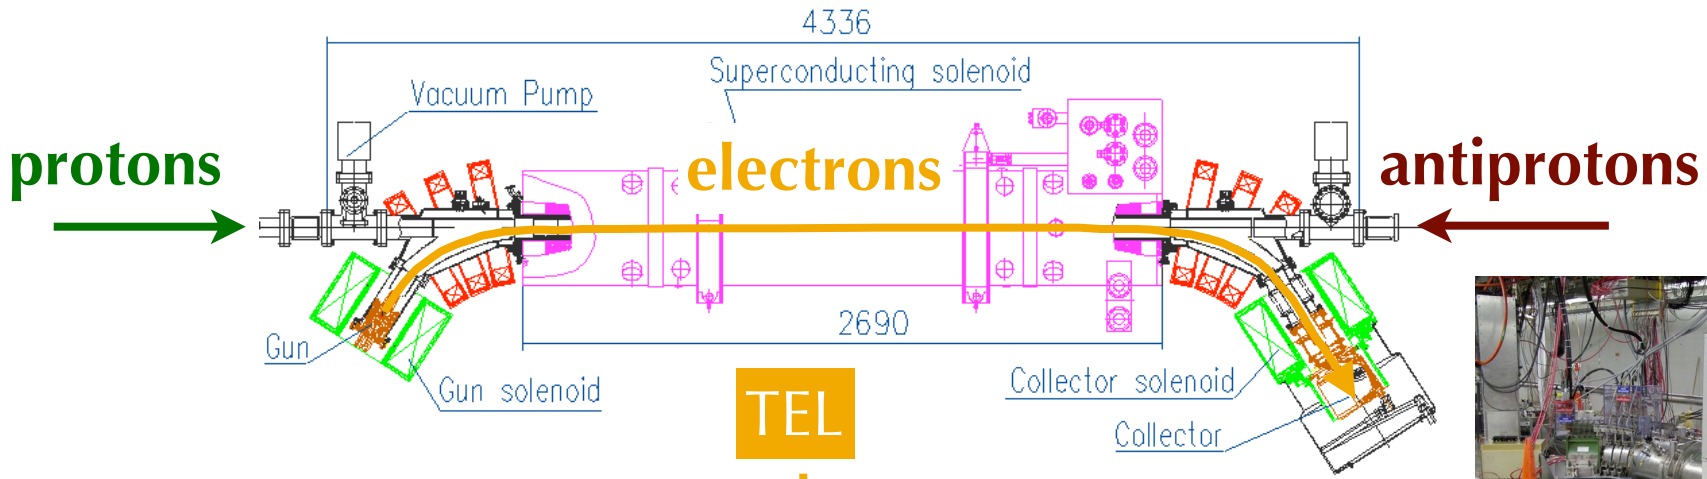 4336
Superconducting solenoid
Vacuum Pump
protons
electrons
antiprotons
2690
Gun
Gun solenoid
Collector solenoid
TEL
Collector